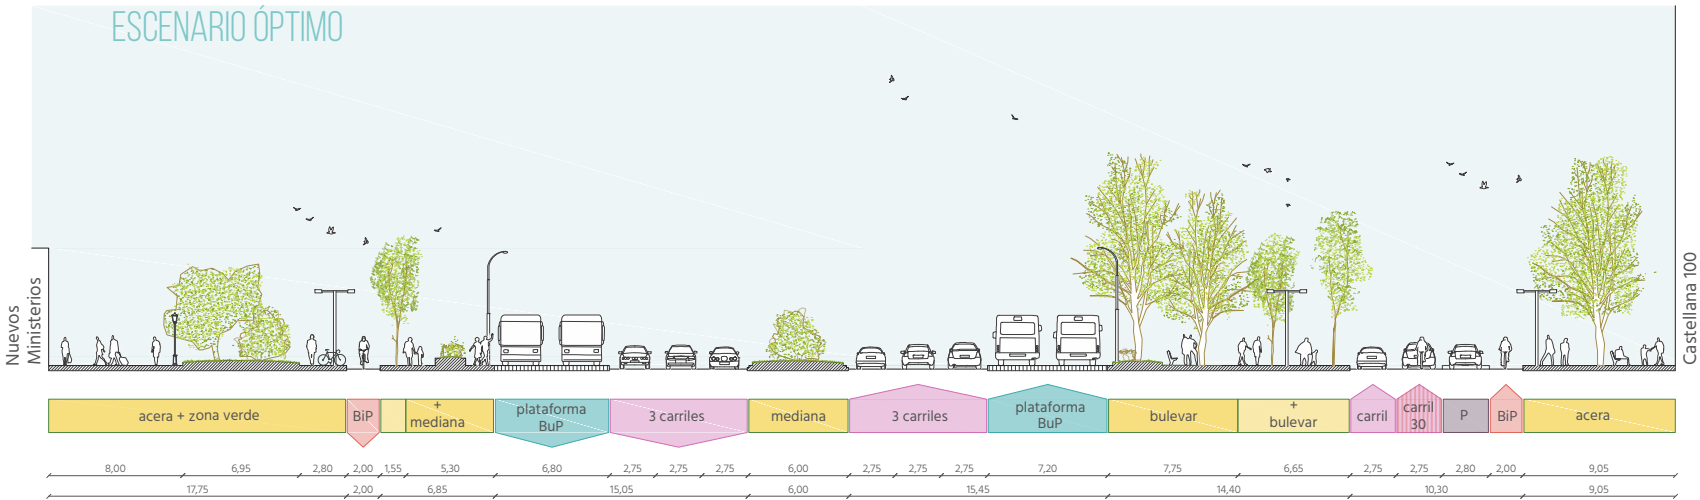 ESCENARIO ÓPTIMO
Nuevos
Ministerios
Castellana 100
acera + zona verde
BiP
+
mediana
plataforma
BuP
3 carriles
mediana
3 carriles
plataforma
BuP
bulevar
+
bulevar
carril
carril
30
P
BiP
acera
8,00 6,95 2,80 2,00 1,55 5,30 6,80 2,75 2,75 2,75 6,00 2,75 2,75 2,75 7,20 7,75 6,65 2,75 2,75 2,80 2,00 9,05
17,75 2,00 6,85 15,05 6,00 15,45 14,40 10,30 9,05